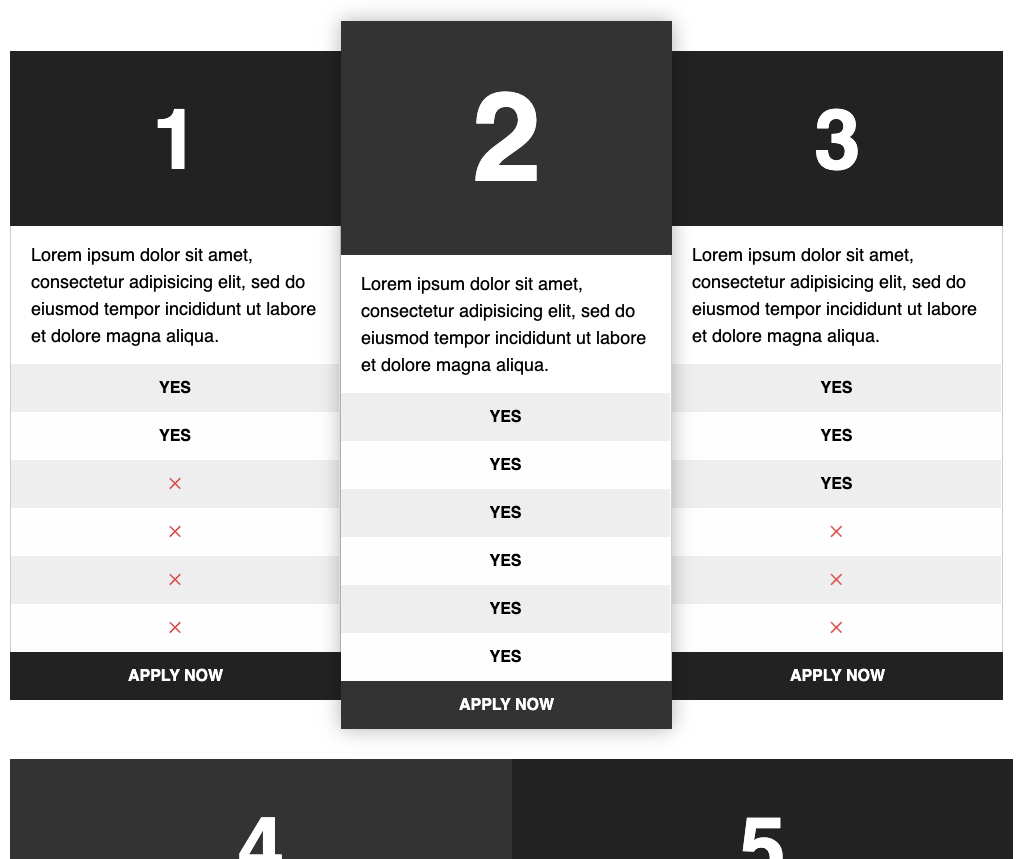 1
Lorem ipsum dolor sit amet,
consectetur adipisicing elit, sed do
eiusmod tempor incididunt ut labore
et dolore magna aliqua.
YES
YES
×
×
×
×
APPLY NOW
2
Lorem ipsum dolor sit amet,
consectetur adipisicing elit, sed do
eiusmod tempor incididunt ut labore
et dolore magna aliqua.
YES
YES
YES
YES
YES
YES
APPLY NOW
3
Lorem ipsum dolor sit amet,
consectetur adipisicing elit, sed do
eiusmod tempor incididunt ut labore
et dolore magna aliqua.
YES
YES
YES
×
×
×
APPLY NOW
4
5